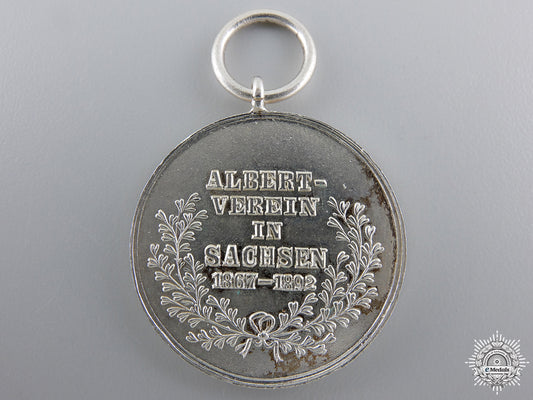 ALBERT-
VEREIN
IN
SACHSEN
1867-1892
eMedals